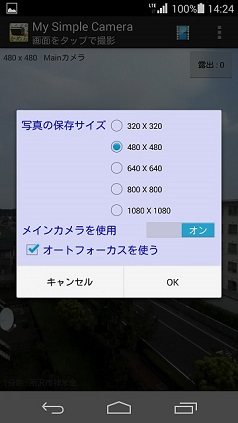 LTE 100% 14:24
My Simple Camera
画面をタップで撮影
480 x 480 Mainカメラ
露出 : 0
写真の保存サイズ
320 X 320
480 X 480
640 X 640
800 X 800
1080 X 1080
メインカメラを使用 オン
オートフォーカスを使う
キャンセル OK